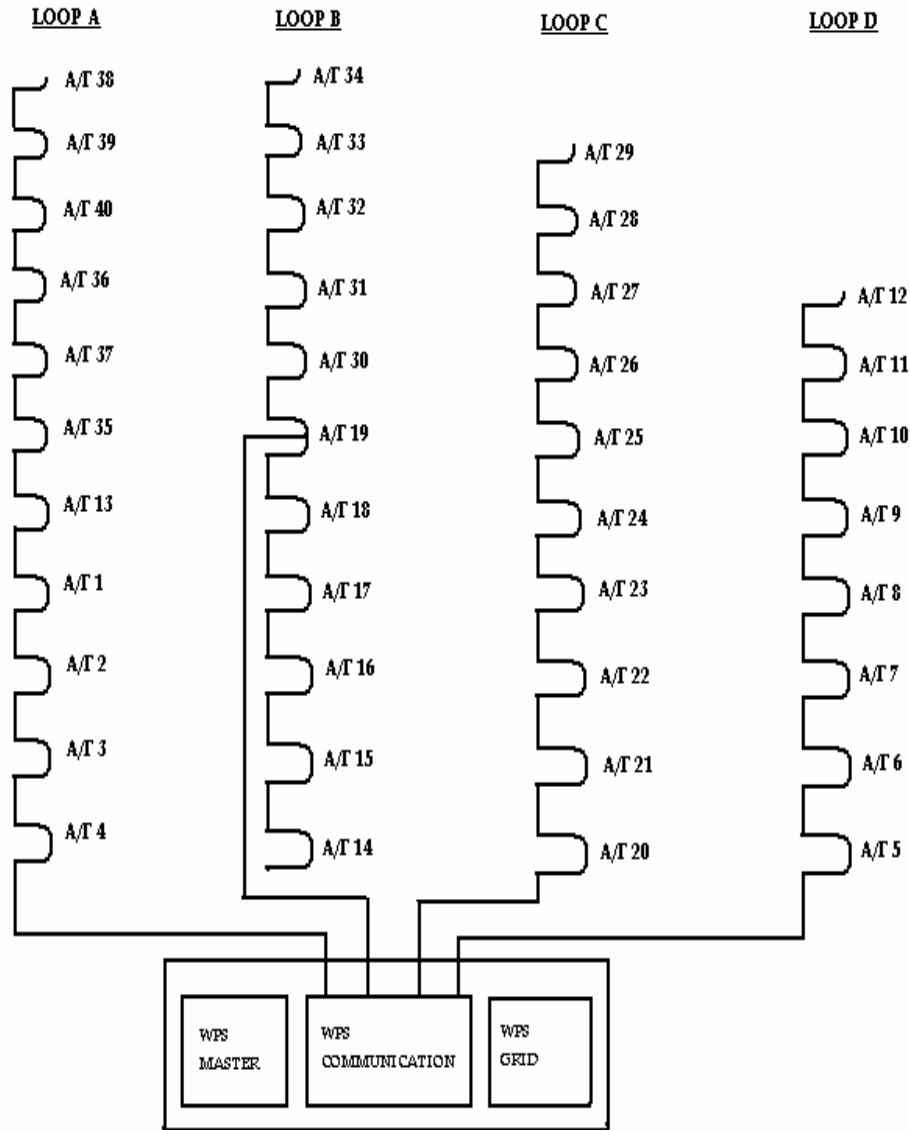 LOOP A
Α/Γ 38
Α/Γ 39
Α/Γ 40
Α/Γ 36
Α/Γ 37
Α/Γ 35
Α/Γ 13
Α/Γ 1
Α/Γ 2
Α/Γ 3
Α/Γ 4
LOOP B
Α/Γ 34
Α/Γ 33
Α/Γ 32
Α/Γ 31
Α/Γ 30
Α/Γ 19
Α/Γ 18
Α/Γ 17
Α/Γ 16
Α/Γ 15
Α/Γ 14
LOOP C
Α/Γ 29
Α/Γ 28
Α/Γ 27
Α/Γ 26
Α/Γ 25
Α/Γ 24
Α/Γ 23
Α/Γ 22
Α/Γ 21
Α/Γ 20
LOOP D
Α/Γ 12
Α/Γ 11
Α/Γ 10
Α/Γ 9
Α/Γ 8
Α/Γ 7
Α/Γ 6
Α/Γ 5
WPS
MASTER
WPS
COMMUNICATION
WPS
GRID